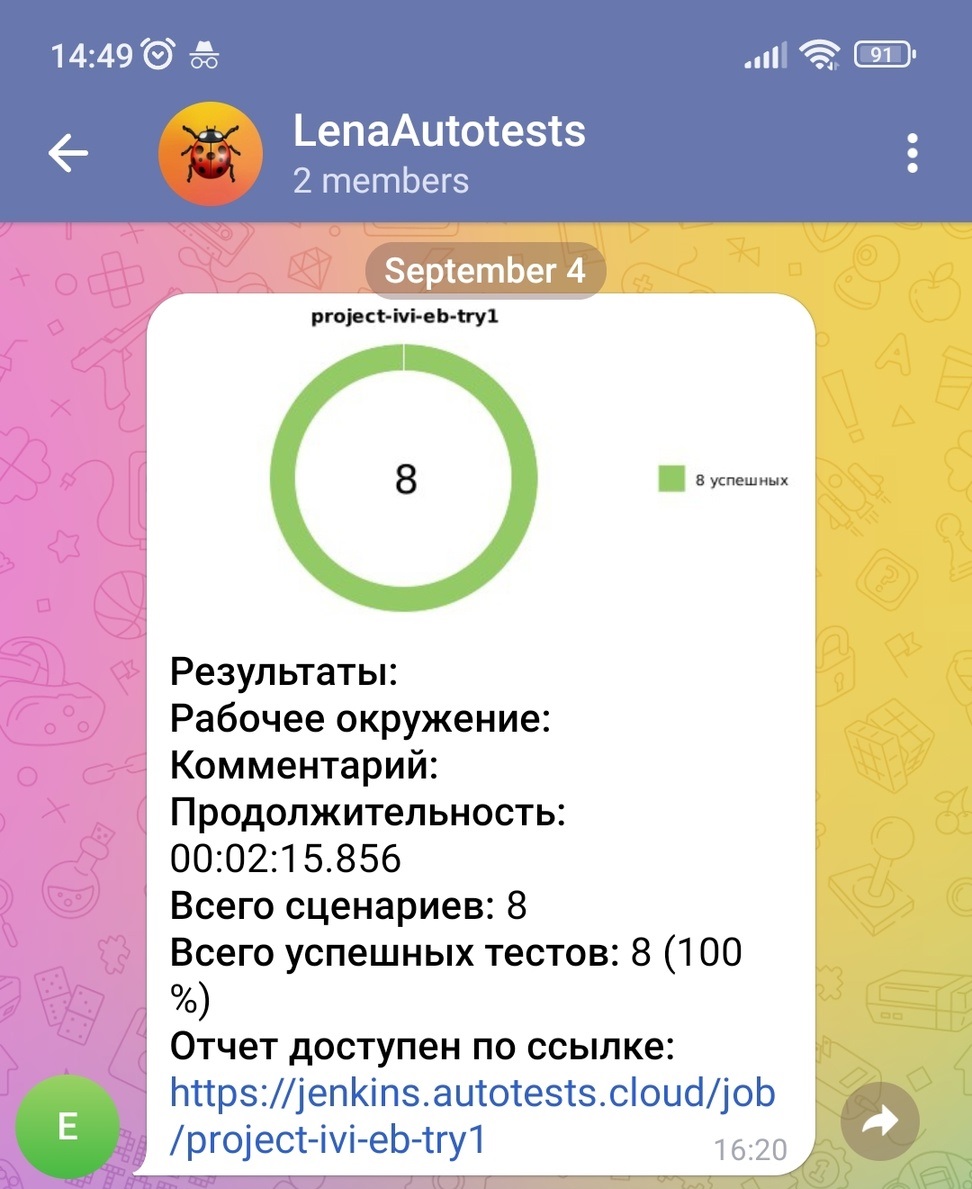 14:49
91
LenaAutotests
2 members
September 4
project-ivi-eb-try1
8
8 успешных
Результаты:
Рабочее окружение:
Комментарий:
Продолжительность:
00:02:15.856
Всего сценариев: 8
Всего успешных тестов: 8 (100
%)
Отчет доступен по ссылке:
https://jenkins.autotests.cloud/job
/project-ivi-eb-try1
16:20
E